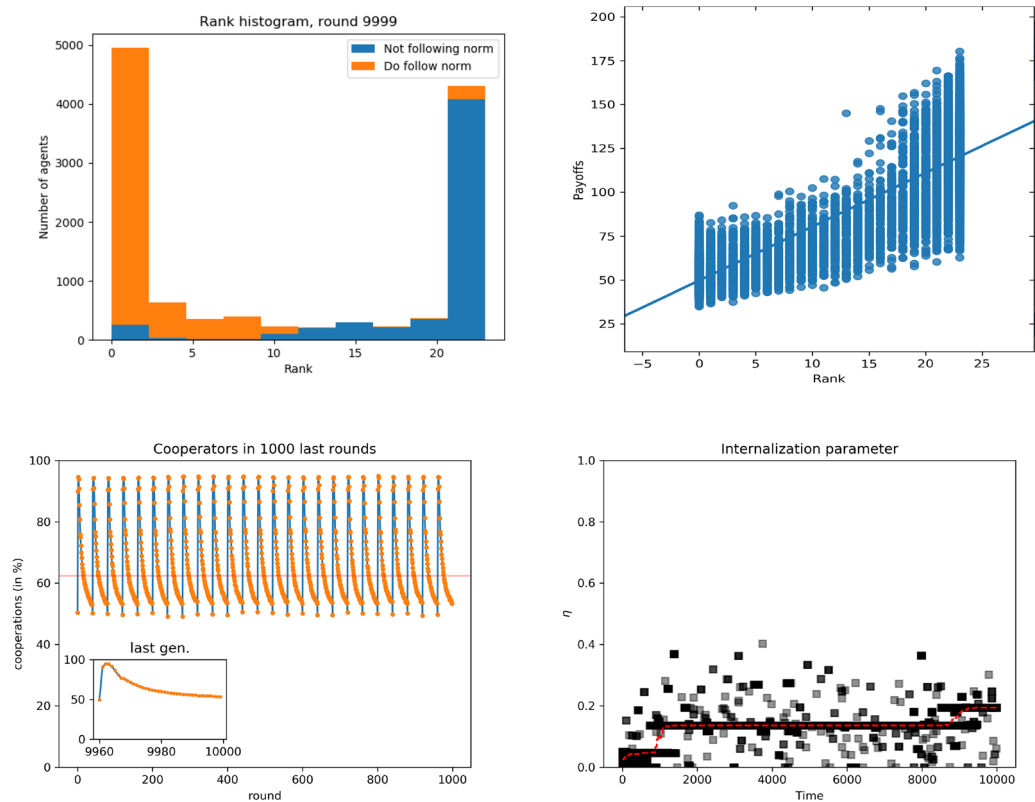 Rank histogram, round 9999
Number of agents
5000
4000
3000
2000
1000
0
Not following norm
Do follow norm
0 5 10 15 20
Rank
Payoffs
200
175
150
125
100
75
50
25
−5 0 5 10 15 20 25
Rank
Cooperators in 1000 last rounds
cooperations (in %)
100
80
60
40
20
0
last gen.
100
50
0
9960 9980 10000
0 200 400 600 800 1000
round
Internalization parameter
η
1.0
0.8
0.6
0.4
0.2
0.0
0 2000 4000 6000 8000 10000
Time